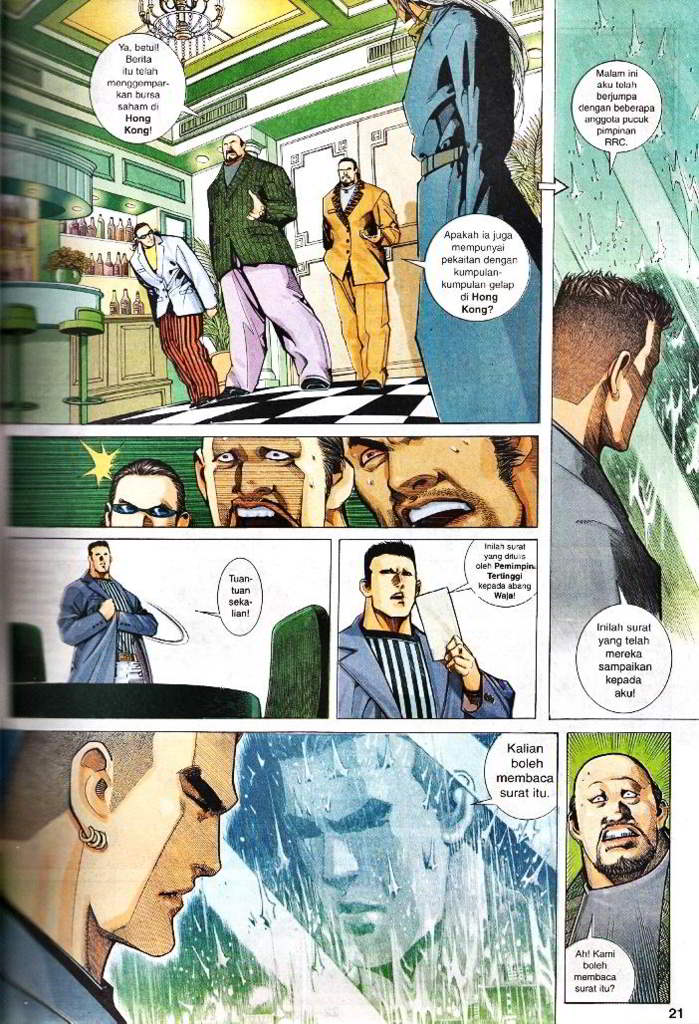 Ya, betul!
Berita
itu telah
menggempar-
kan bursa
saham di
Hong
Kong!
Apakah ia juga
mempunyai
pekaitan dengan
kumpulan-
kumpulan gelap
di Hong
Kong?
Malam ini
aku telah
berjumpa
dengan beberapa
anggota pucuk
pimpinan
RRC.
Inilah surat
yang telah
mereka
sampaikan
kepada
aku!
Tuan-
tuan
seka-
lian!
Inilah surat
yang ditulis
oleh Pemimpin
Tertinggi
kepada abang
Waja!
Kalian
boleh
membaca
surat itu.
Ah! Kami
boleh
membaca
surat itu?
21